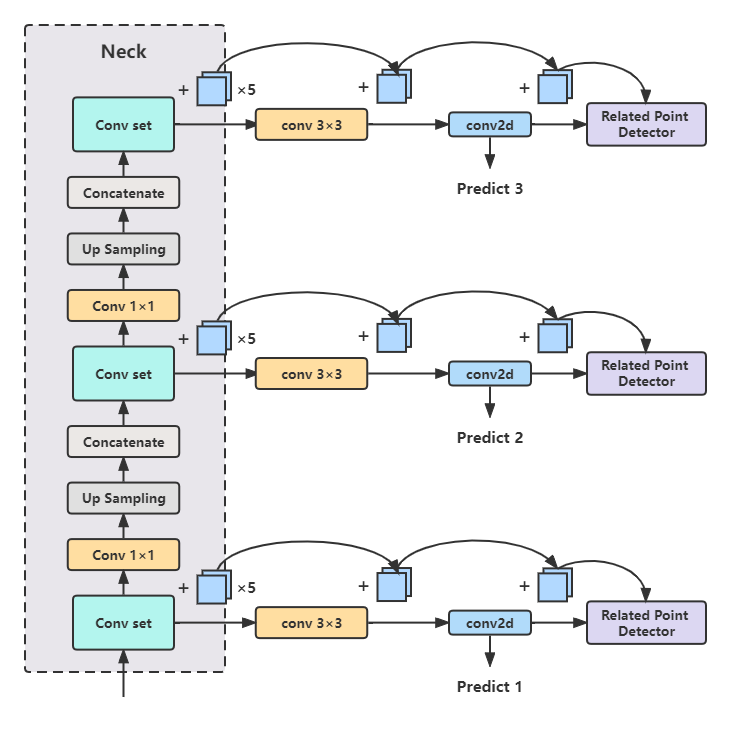 Neck
+ ×5 + +
Conv set conv 3×3 conv2d Related Point
Detector
Predict 3
Concatenate
Up Sampling
Conv 1×1
+ ×5 + +
Conv set conv 3×3 conv2d Related Point
Detector
Predict 2
Concatenate
Up Sampling
Conv 1×1
+ ×5 + +
Conv set conv 3×3 conv2d Related Point
Detector
Predict 1